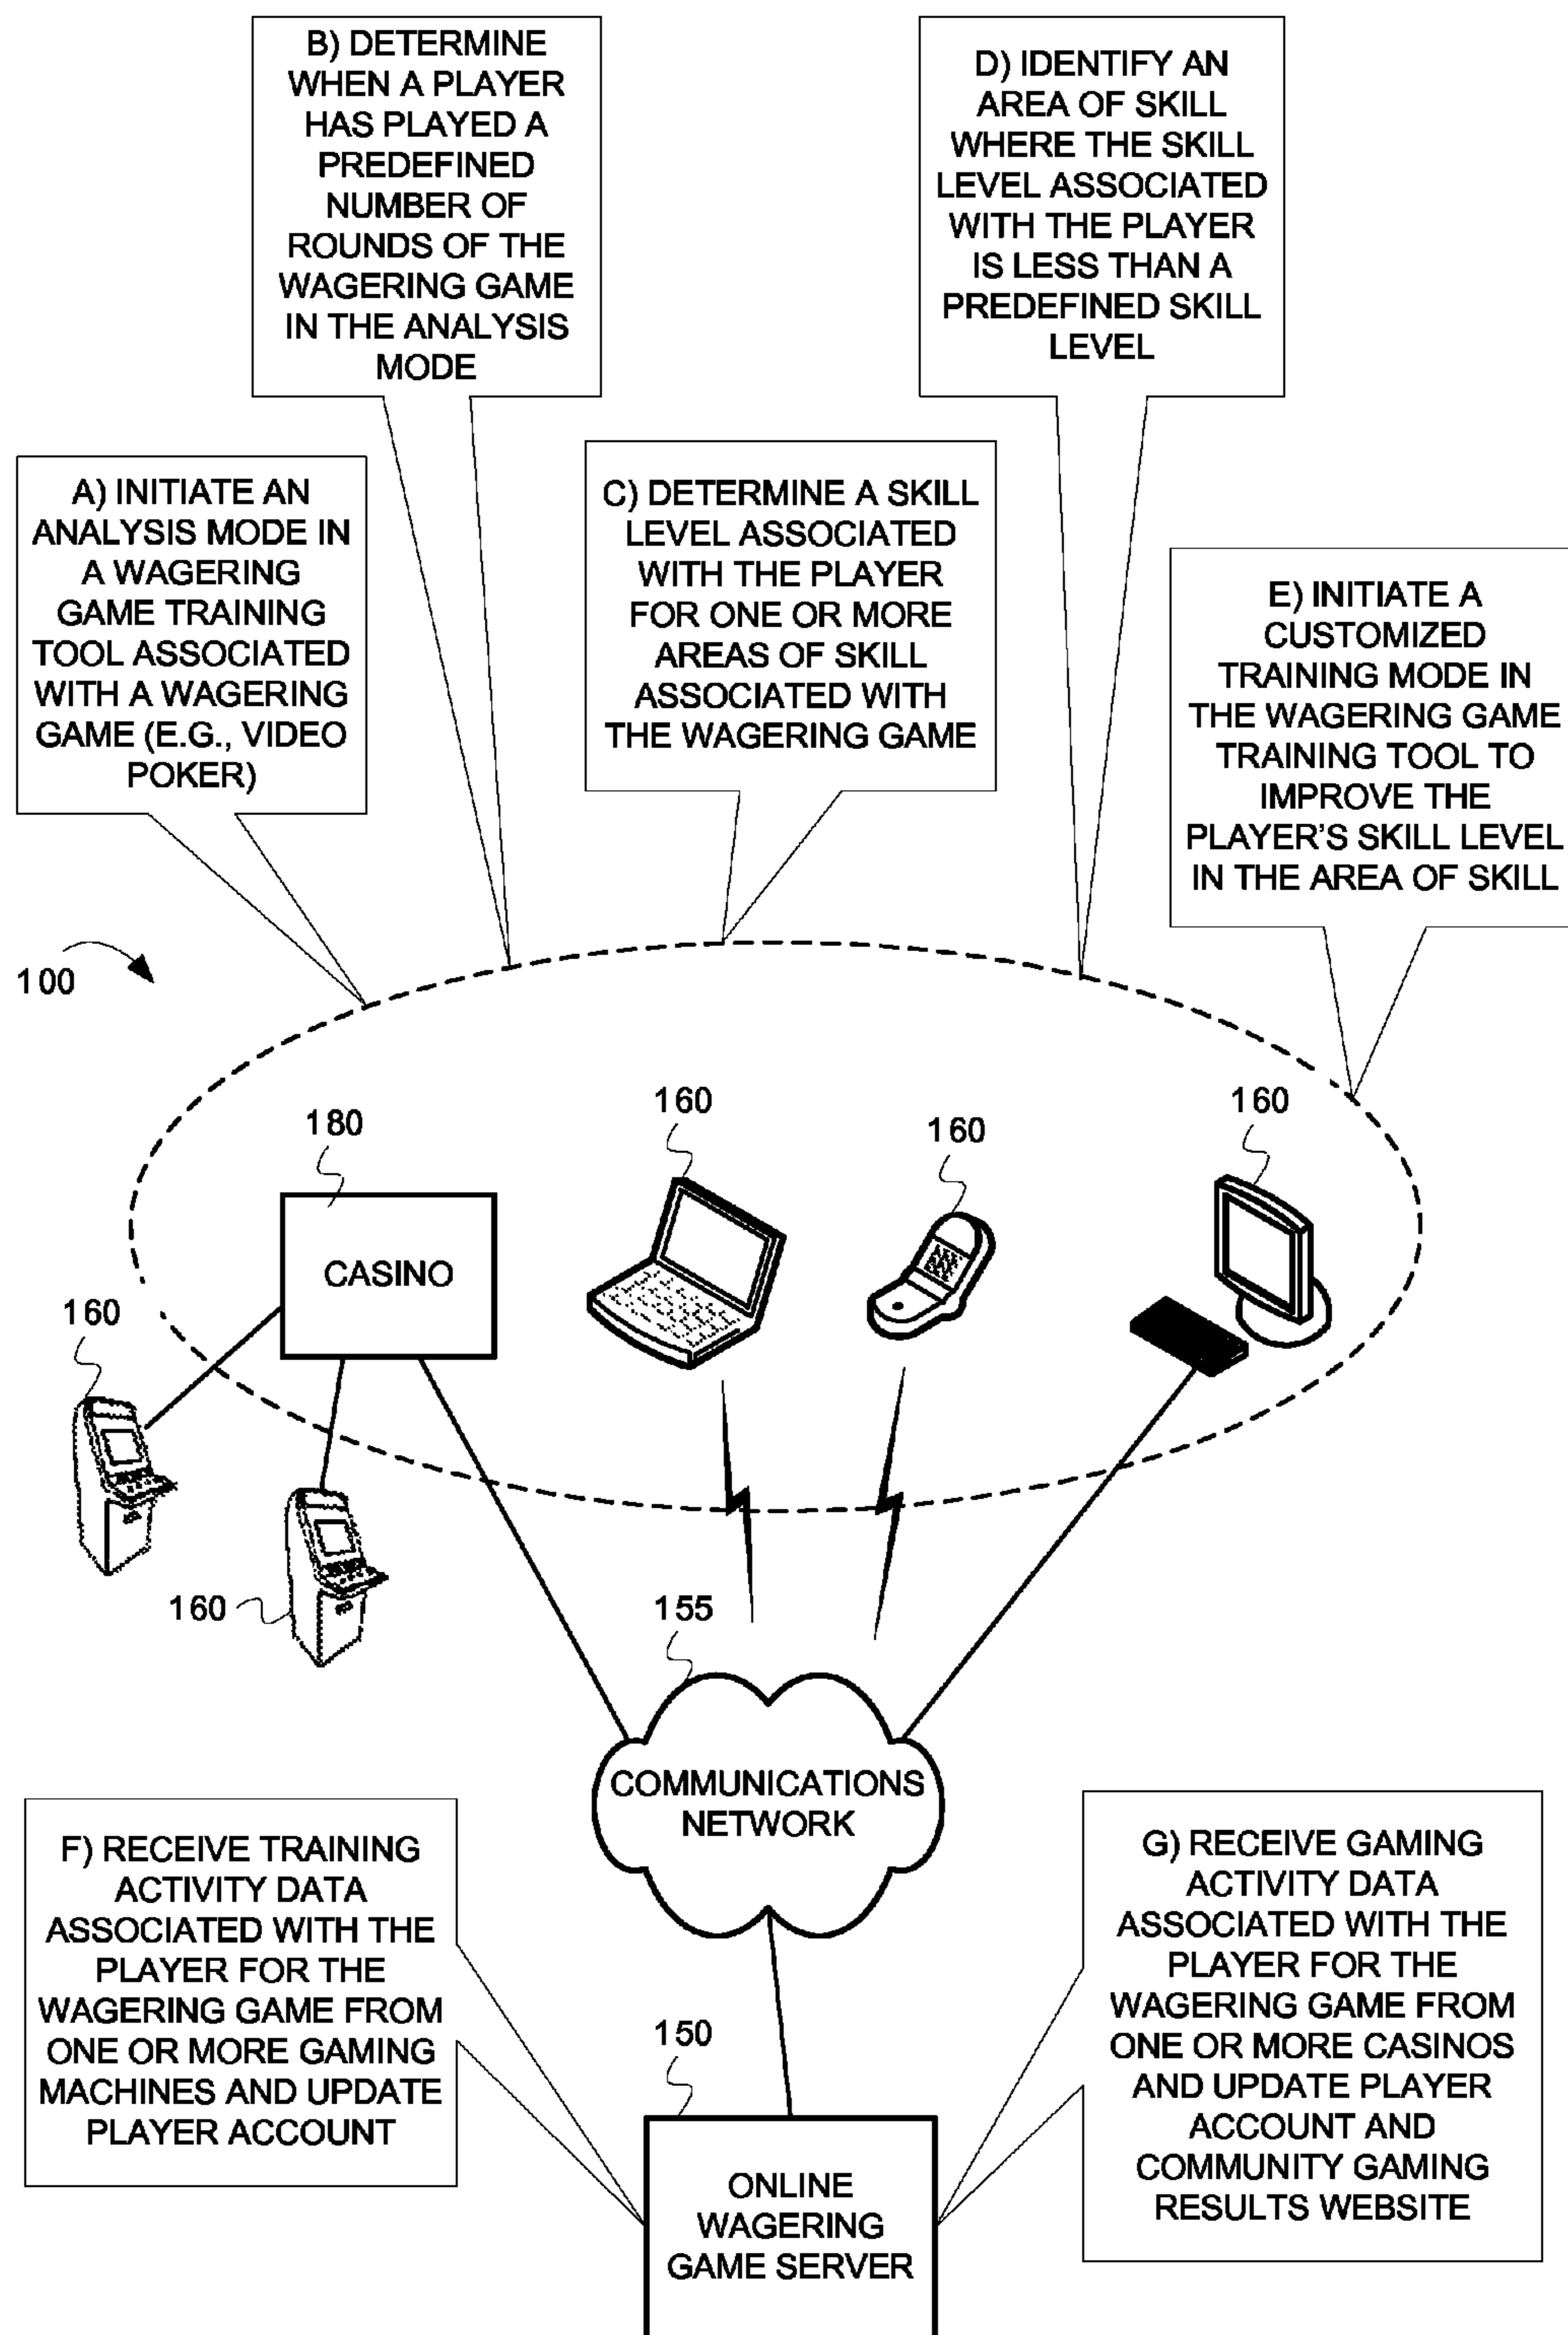 B) DETERMINE
WHEN A PLAYER
HAS PLAYED A
PREDEFINED
NUMBER OF
ROUNDS OF THE
WAGERING GAME
IN THE ANALYSIS
MODE
D) IDENTIFY AN
AREA OF SKILL
WHERE THE SKILL
LEVEL ASSOCIATED
WITH THE PLAYER
IS LESS THAN A
PREDEFINED SKILL
LEVEL
A) INITIATE AN
ANALYSIS MODE IN
A WAGERING
GAME TRAINING
TOOL ASSOCIATED
WITH A WAGERING
GAME (E.G., VIDEO
POKER)
C) DETERMINE A SKILL
LEVEL ASSOCIATED
WITH THE PLAYER
FOR ONE OR MORE
AREAS OF SKILL
ASSOCIATED WITH
THE WAGERING GAME
E) INITIATE A
CUSTOMIZED
TRAINING MODE IN
THE WAGERING GAME
TRAINING TOOL TO
IMPROVE THE
PLAYER'S SKILL LEVEL
IN THE AREA OF SKILL
100
180
160
160
160
CASINO
160
160
155
COMMUNICATIONS
NETWORK
F) RECEIVE TRAINING
ACTIVITY DATA
ASSOCIATED WITH THE
PLAYER FOR THE
WAGERING GAME FROM
ONE OR MORE GAMING
MACHINES AND UPDATE
PLAYER ACCOUNT
G) RECEIVE GAMING
ACTIVITY DATA
ASSOCIATED WITH THE
PLAYER FOR THE
WAGERING GAME FROM
ONE OR MORE CASINOS
AND UPDATE PLAYER
ACCOUNT AND
COMMUNITY GAMING
RESULTS WEBSITE
150
ONLINE
WAGERING
GAME SERVER